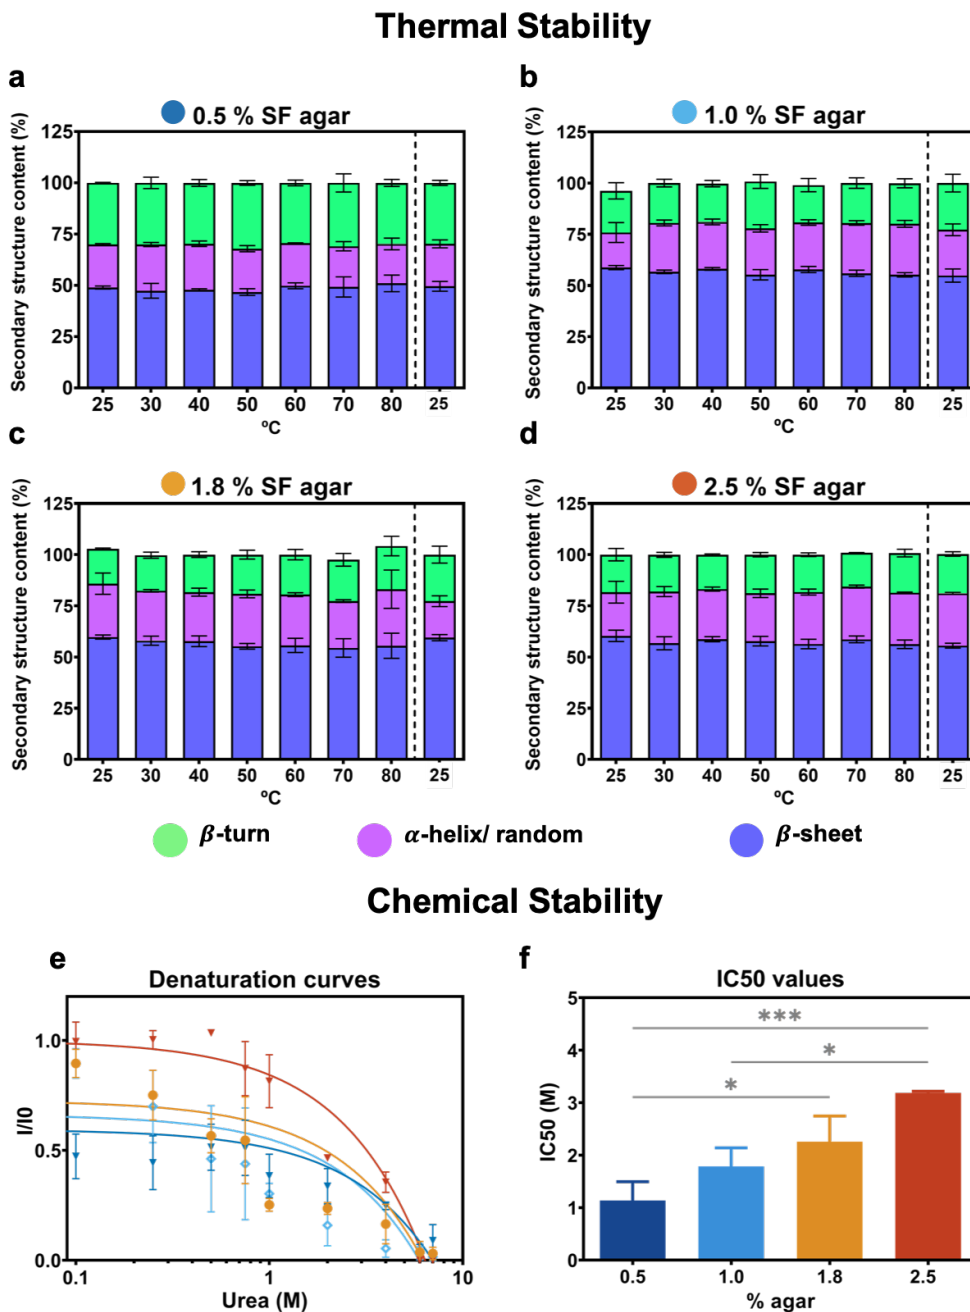 Thermal Stability
a
0.5 % SF agar
Secondary structure content (%)
125
100
75
50
25
0
25 30 40 50 60 70 80 25
ºC
b
1.0 % SF agar
Secondary structure content (%)
125
100
75
50
25
0
25 30 40 50 60 70 80 25
ºC
c
1.8 % SF agar
Secondary structure content (%)
125
100
75
50
25
0
25 30 40 50 60 70 80 25
ºC
d
2.5 % SF agar
Secondary structure content (%)
125
100
75
50
25
0
25 30 40 50 60 70 80 25
ºC
β-turn α-helix/ random β-sheet
Chemical Stability
e
Denaturation curves
I/I0
1.0
0.5
0.0
0.1 1 10
Urea (M)
f
IC50 values
IC50 (M)
5
4
3
2
1
0
***
*
*
0.5 1.0 1.8 2.5
% agar